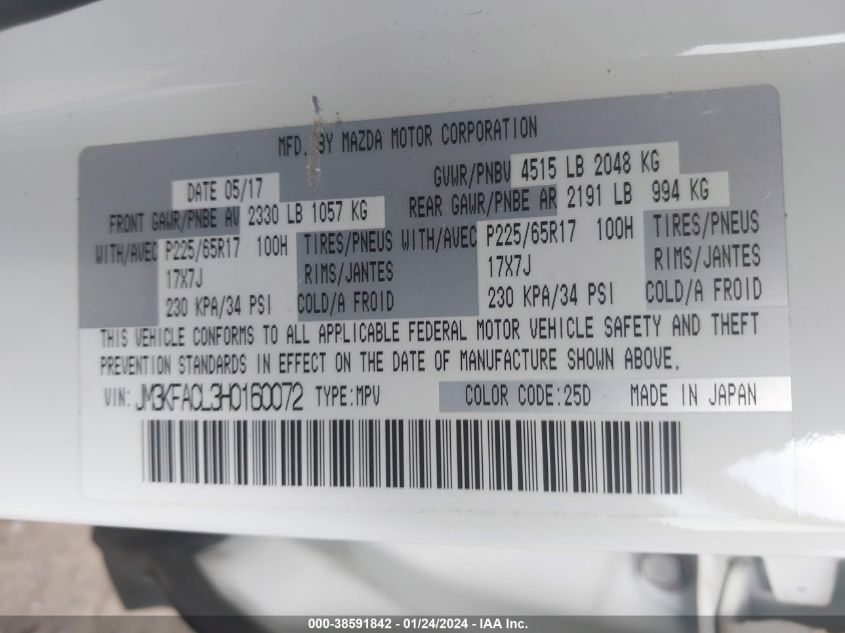 MFD. BY MAZDA MOTOR CORPORATION
DATE 05/17 GVWR/PNBV 4515 LB 2048 KG
FRONT GAWR/PNBE AV 2330 LB 1057 KG REAR GAWR/PNBE AR 2191 LB 994 KG
WITH/AVEC P225/65R17 100H TIRES/PNEUS WITH/AVEC P225/65R17 100H TIRES/PNEUS
17X7J RIMS/JANTES 17X7J RIMS/JANTES
230 KPA/34 PSI COLD/A FROID 230 KPA/34 PSI COLD/A FROID
THIS VEHICLE CONFORMS TO ALL APPLICABLE FEDERAL MOTOR VEHICLE SAFETY AND THEFT
PREVENTION STANDARDS IN EFFECT ON THE DATE OF MANUFACTURE SHOWN ABOVE.
VIN: JM3KFACL3H0160072 TYPE:MPV COLOR CODE:25D MADE IN JAPAN
000-38591842 - 01/24/2024 - IAA Inc.